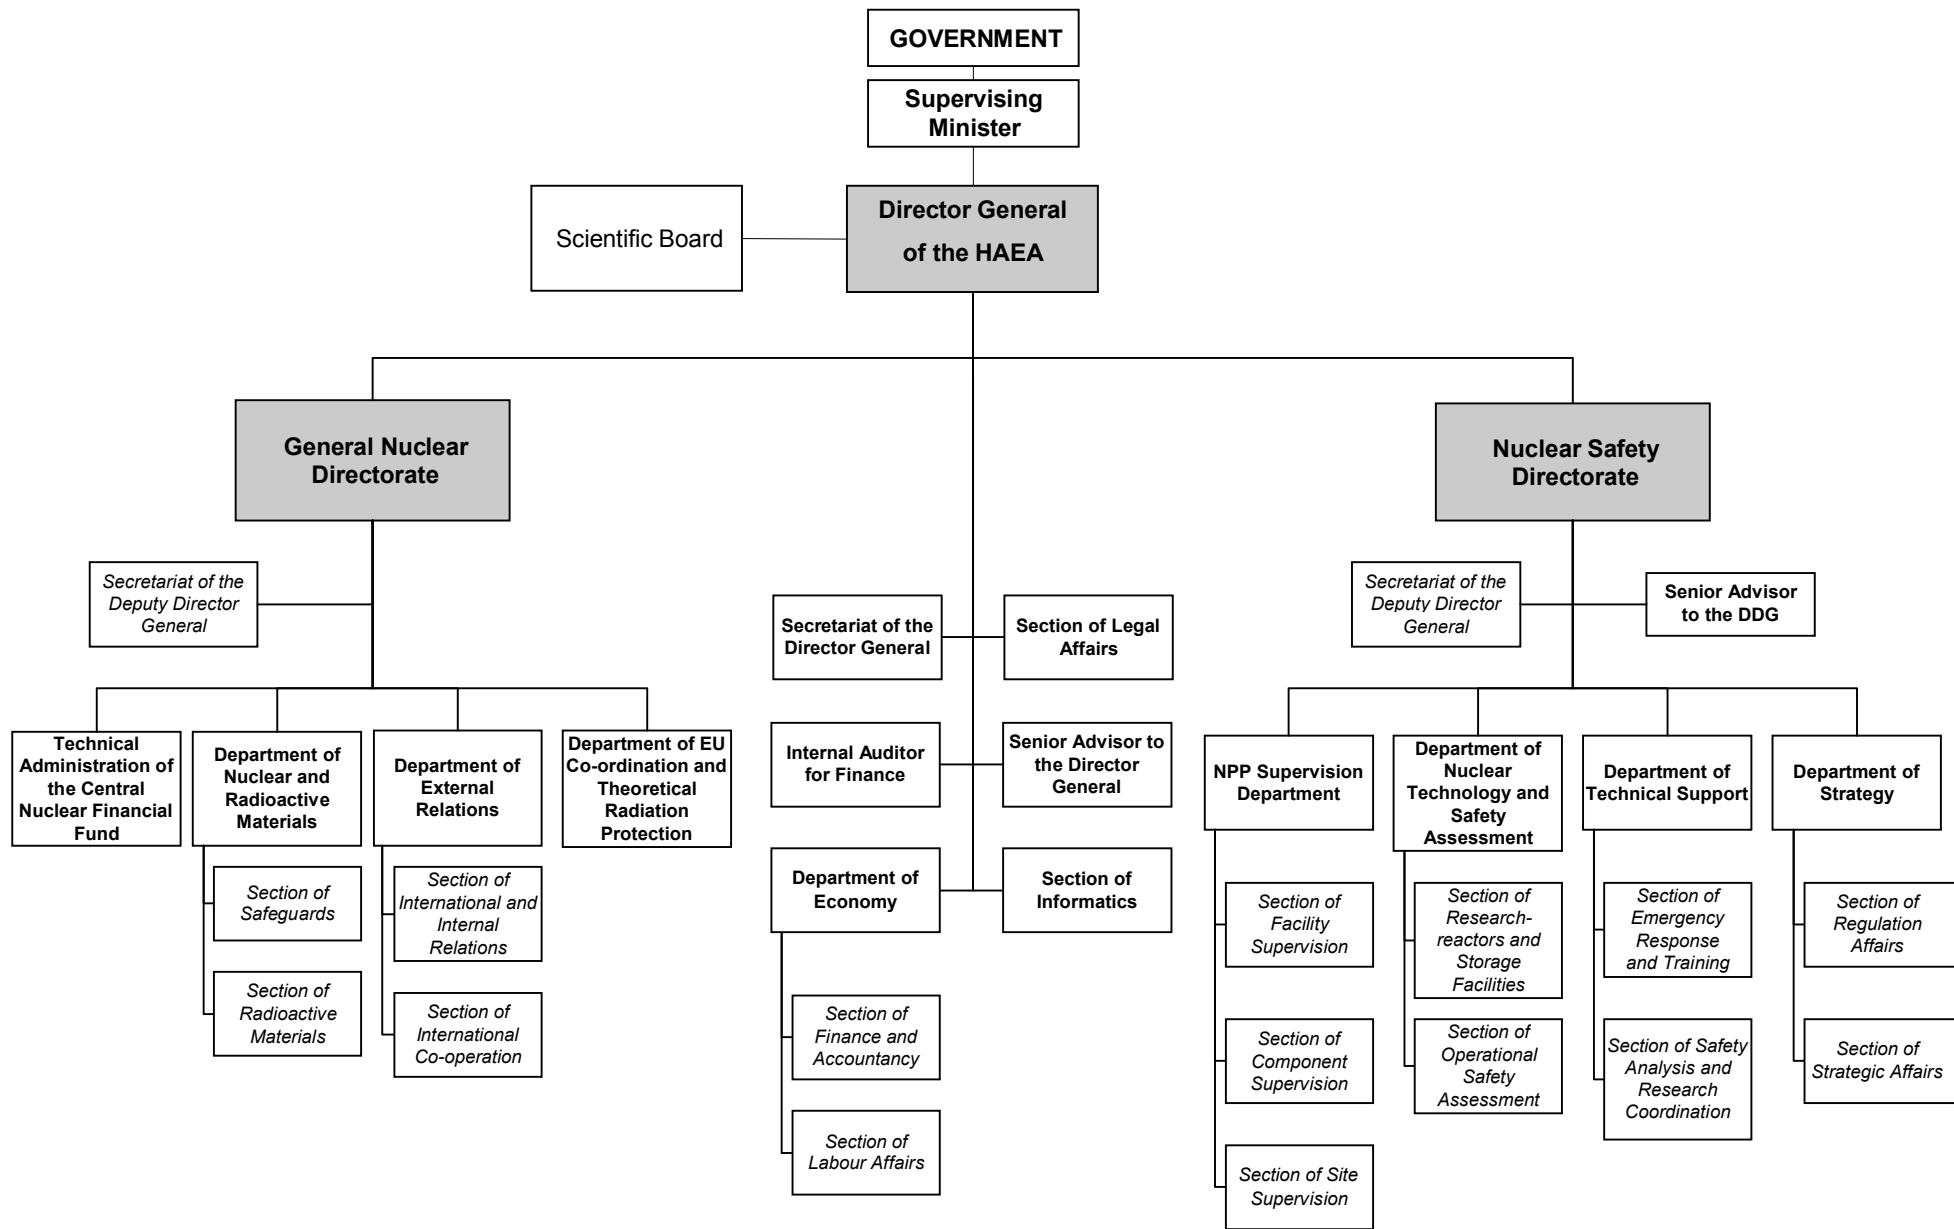 GOVERNMENT
Supervising
Minister
Scientific Board
Director General
of the HAEA
General Nuclear
Directorate
Nuclear Safety
Directorate
Secretariat of the
Deputy Director
General
Secretariat of the
Director General
Section of Legal
Affairs
Secretariat of the
Deputy Director
General
Senior Advisor
to the DDG
Technical
Administration of
the Central
Nuclear Financial
Fund
Department of
Nuclear and
Radioactive
Materials
Department of
External
Relations
Department of EU
Co-ordination and
Theoretical
Radiation
Protection
Internal Auditor
for Finance
Senior Advisor to
the Director
General
NPP Supervision
Department
Department of
Nuclear
Technology and
Safety
Assessment
Department of
Technical Support
Department of
Strategy
Section of
Safeguards
Section of
International and
Internal
Relations
Department of
Economy
Section of
Informatics
Section of
Facility
Supervision
Section of
Research-
reactors and
Storage
Facilities
Section of
Emergency
Response
and Training
Section of
Regulation
Affairs
Section of
Radioactive
Materials
Section of
International
Co-operation
Section of
Finance and
Accountancy
Section of
Component
Supervision
Section of
Operational
Safety
Assessment
Section of Safety
Analysis and
Research
Coordination
Section of
Strategic Affairs
Section of
Labour Affairs
Section of Site
Supervision